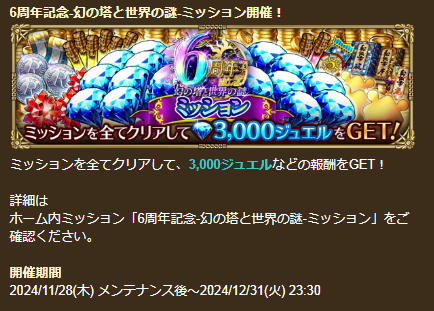 6周年記念-幻の塔と世界の謎-ミッション開催！
6周年
幻の塔と世界の謎
ミッション
ミッションを全てクリアして 3,000ジュエルをGET!
ミッションを全てクリアして、3,000ジュエルなどの報酬をGET！
詳細は
ホーム内ミッション「6周年記念-幻の塔と世界の謎-ミッション」をご
確認ください。
開催期間
2024/11/28(木) メンテナンス後～2024/12/31(火) 23:30